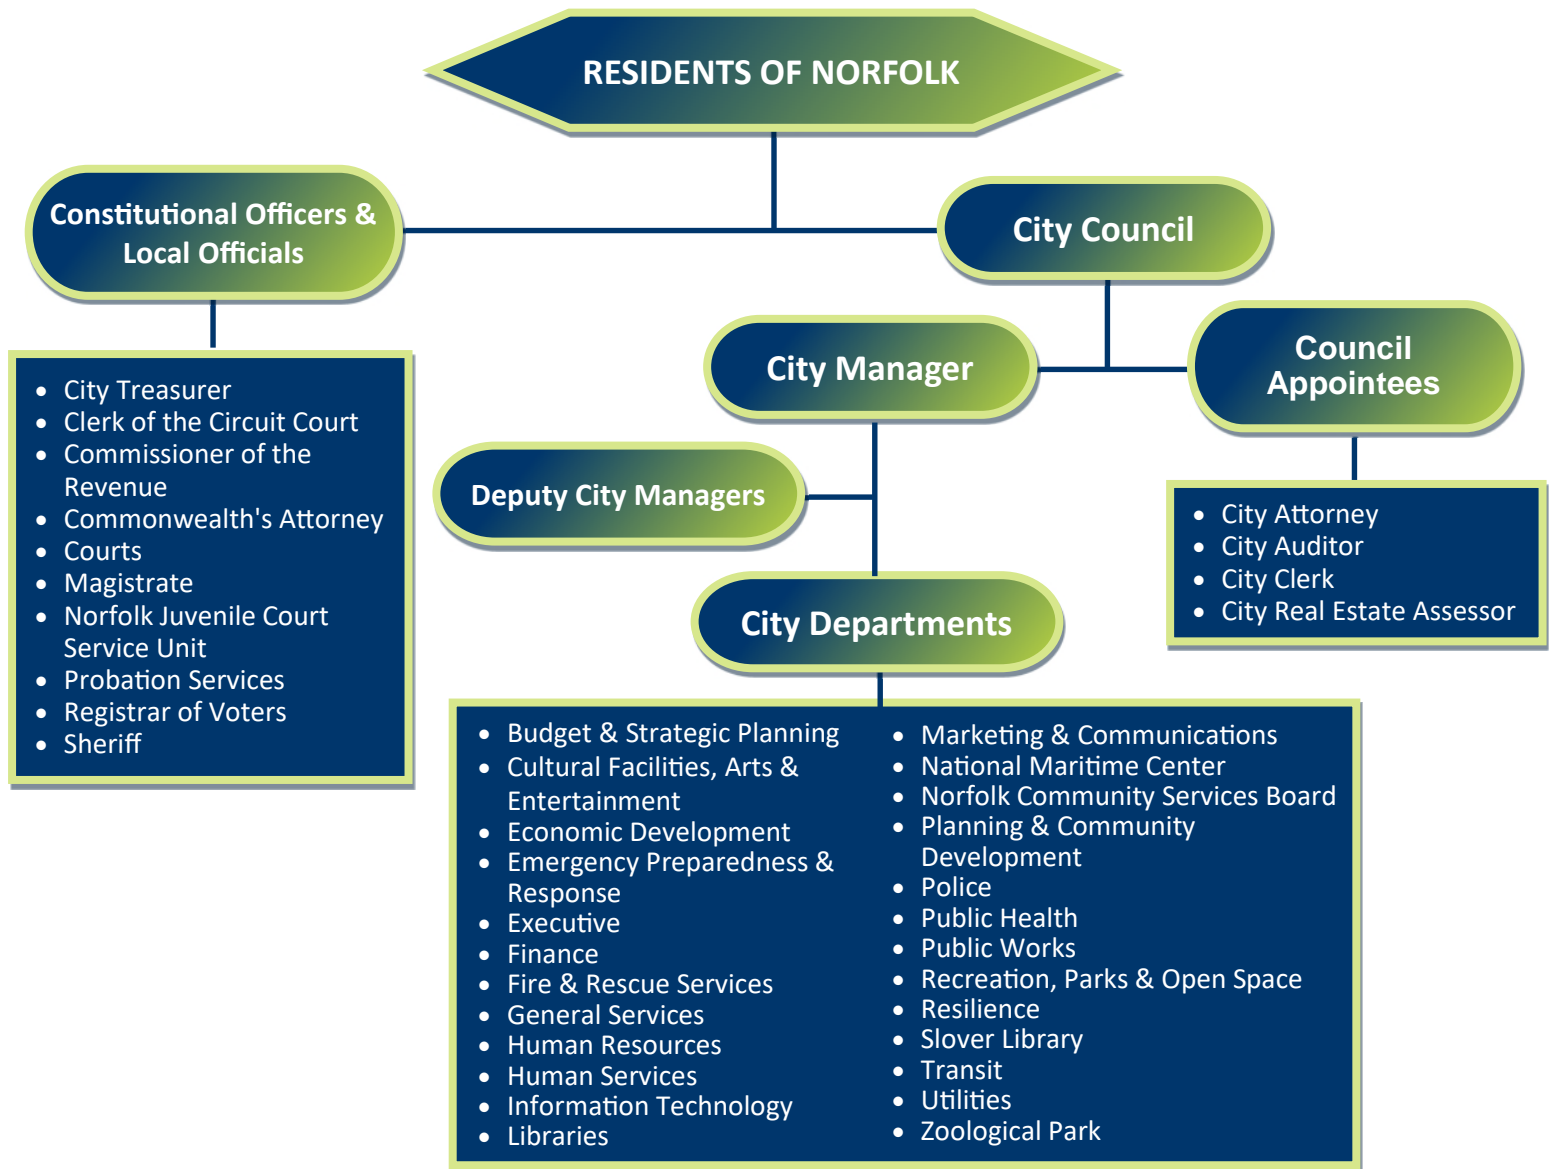 RESIDENTS OF NORFOLK
Constitutional Officers &
Local Officials
City Council
City Manager
Council
Appointees
Deputy City Managers
City Departments
• City Treasurer
• Clerk of the Circuit Court
• Commissioner of the
Revenue
• Commonwealth's Attorney
• Courts
• Magistrate
• Norfolk Juvenile Court
Service Unit
• Probation Services
• Registrar of Voters
• Sheriff
• City Attorney
• City Auditor
• City Clerk
• City Real Estate Assessor
• Budget & Strategic Planning
• Cultural Facilities, Arts &
Entertainment
• Economic Development
• Emergency Preparedness &
Response
• Executive
• Finance
• Fire & Rescue Services
• General Services
• Human Resources
• Human Services
• Information Technology
• Libraries
• Marketing & Communications
• National Maritime Center
• Norfolk Community Services Board
• Planning & Community
Development
• Police
• Public Health
• Public Works
• Recreation, Parks & Open Space
• Resilience
• Slover Library
• Transit
• Utilities
• Zoological Park